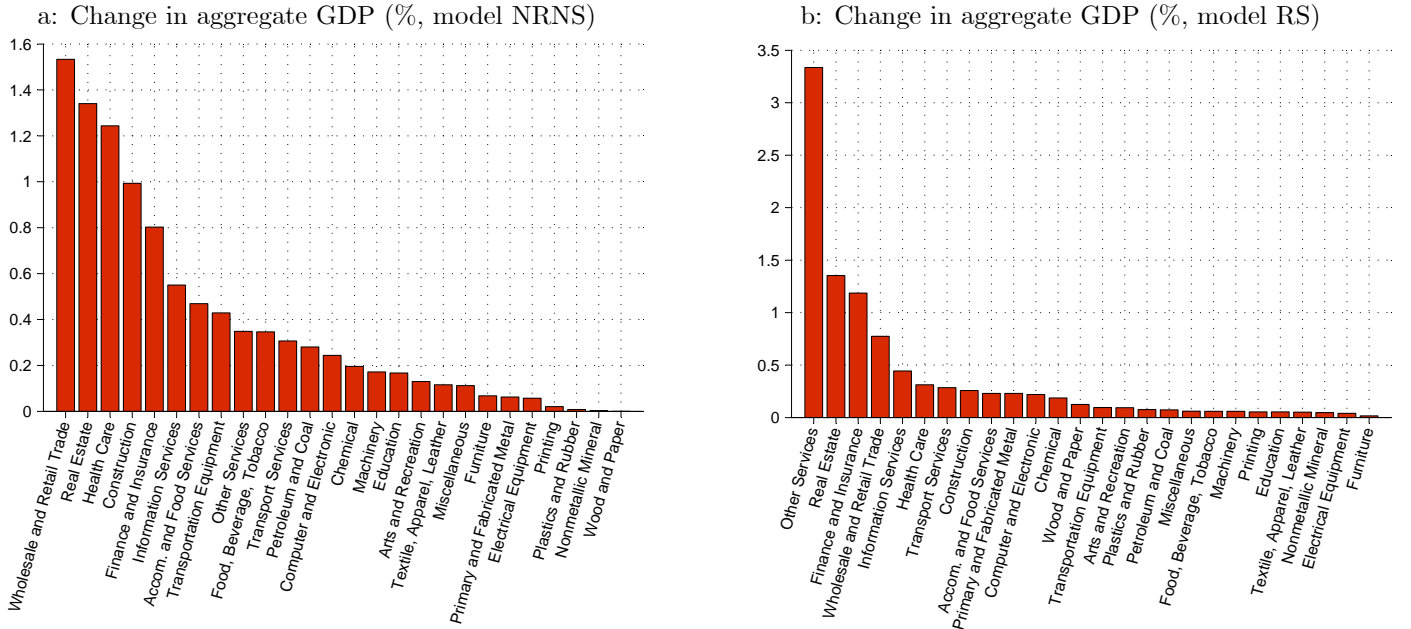 a: Change in aggregate GDP (%, model NRNS)
1.6
1.4
1.2
1
0.8
0.6
0.4
0.2
0
Wholesale and Retail Trade
Real Estate
Health Care
Construction
Finance and Insurance
Information Services
Accom. and Food Services
Transportation Equipment
Other Services
Food, Beverage, Tobacco
Transport Services
Petroleum and Coal
Computer and Electronic
Chemical
Machinery
Education
Arts and Recreation
Textile, Apparel, Leather
Miscellaneous
Furniture
Primary and Fabricated Metal
Electrical Equipment
Printing
Plastics and Rubber
Nonmetallic Mineral
Wood and Paper
b: Change in aggregate GDP (%, model RS)
3.5
3
2.5
2
1.5
1
0.5
0
Other Services
Real Estate
Finance and Insurance
Wholesale and Retail Trade
Information Services
Health Care
Transport Services
Construction
Accom. and Food Services
Primary and Fabricated Metal
Computer and Electronic
Chemical
Wood and Paper
Transportation Equipment
Arts and Recreation
Plastics and Rubber
Petroleum and Coal
Miscellaneous
Food, Beverage, Tobacco
Machinery
Printing
Education
Textile, Apparel, Leather
Nonmetallic Mineral
Electrical Equipment
Furniture